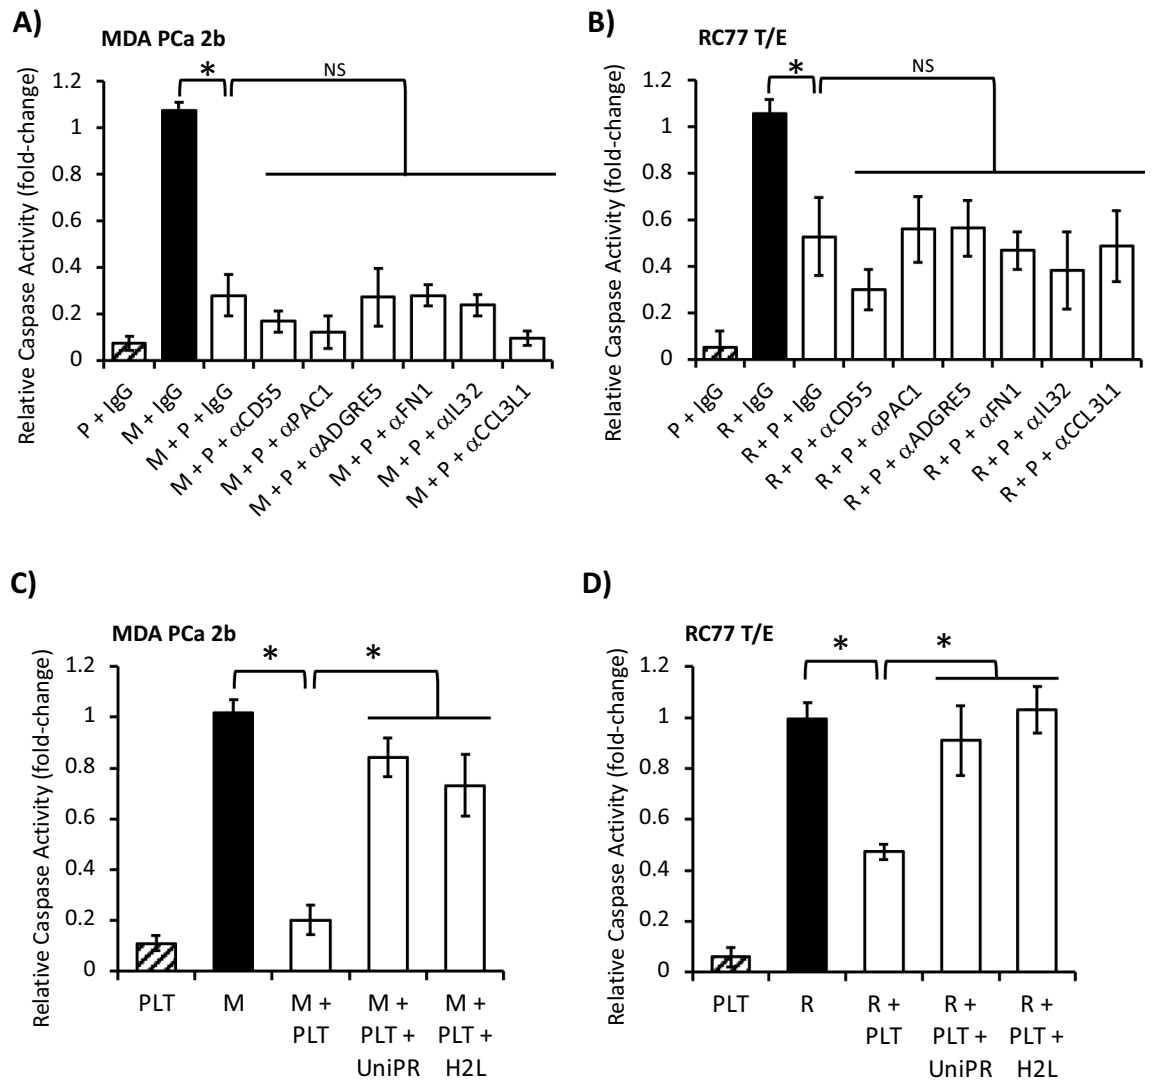 A)
MDA PCa 2b
Relative Caspase Activity (fold-change)
1.2
1
0.8
0.6
0.4
0.2
0
*
NS
P + IgG
M + IgG
M + P + IgG
M + P + αCD55
M + P + αPAC1
M + P + αADGRE5
M + P + αFN1
M + P + αIL32
M + P + αCCL3L1
B)
RC77 T/E
Relative Caspase Activity (fold-change)
1.2
1
0.8
0.6
0.4
0.2
0
*
NS
P + IgG
R + IgG
R + P + IgG
R + P + αCD55
R + P + αPAC1
R + P + αADGRE5
R + P + αFN1
R + P + αIL32
R + P + αCCL3L1
C)
MDA PCa 2b
Relative Caspase Activity (fold-change)
1.2
1
0.8
0.6
0.4
0.2
0
*
*
PLT
M
M +
PLT
M +
PLT +
UniPR
M +
PLT +
H2L
D)
RC77 T/E
Relative Caspase Activity (fold-change)
1.2
1
0.8
0.6
0.4
0.2
0
*
*
PLT
R
R +
PLT
R +
PLT +
UniPR
R +
PLT +
H2L